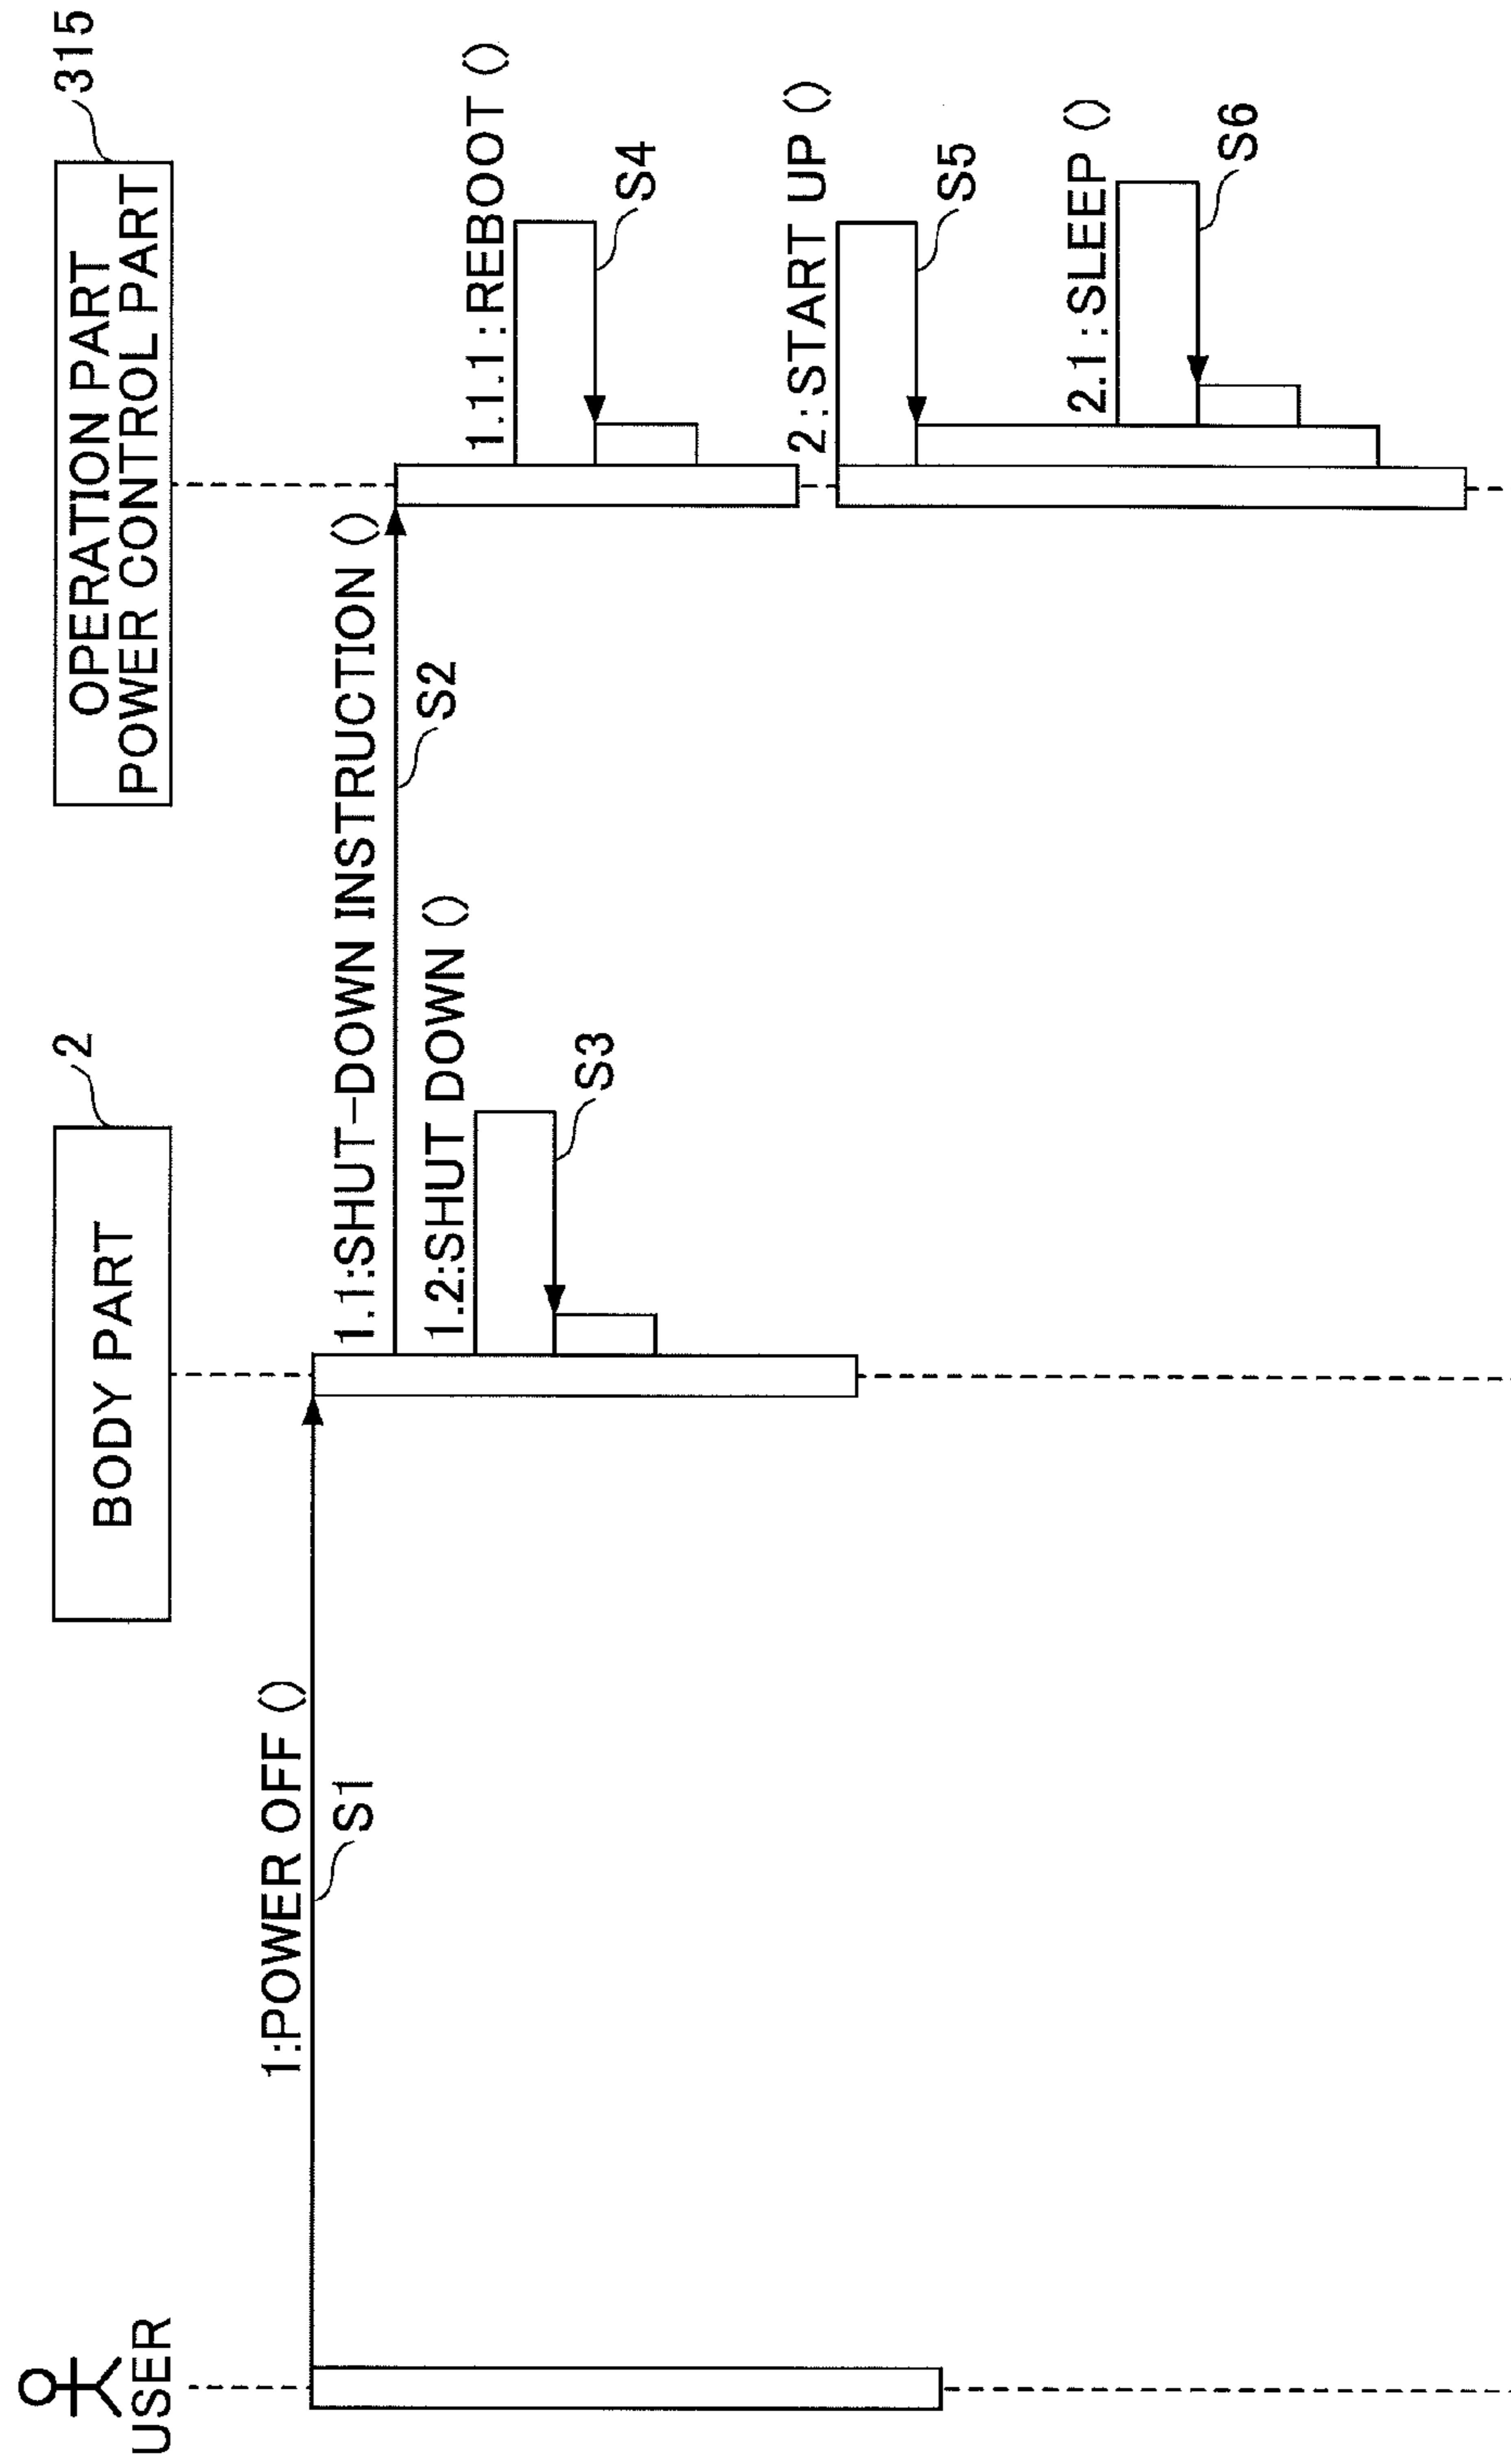 USER
BODY PART
2
OPERATION PART
POWER CONTROL PART
315
1:POWER OFF ()
S1
1.1::SHUT-DOWN INSTRUCTION ()
S2
1.2::SHUT DOWN ()
S3
1.1.1::REBOOT ()
S4
2::START UP ()
S5
2.1::SLEEP ()
S6